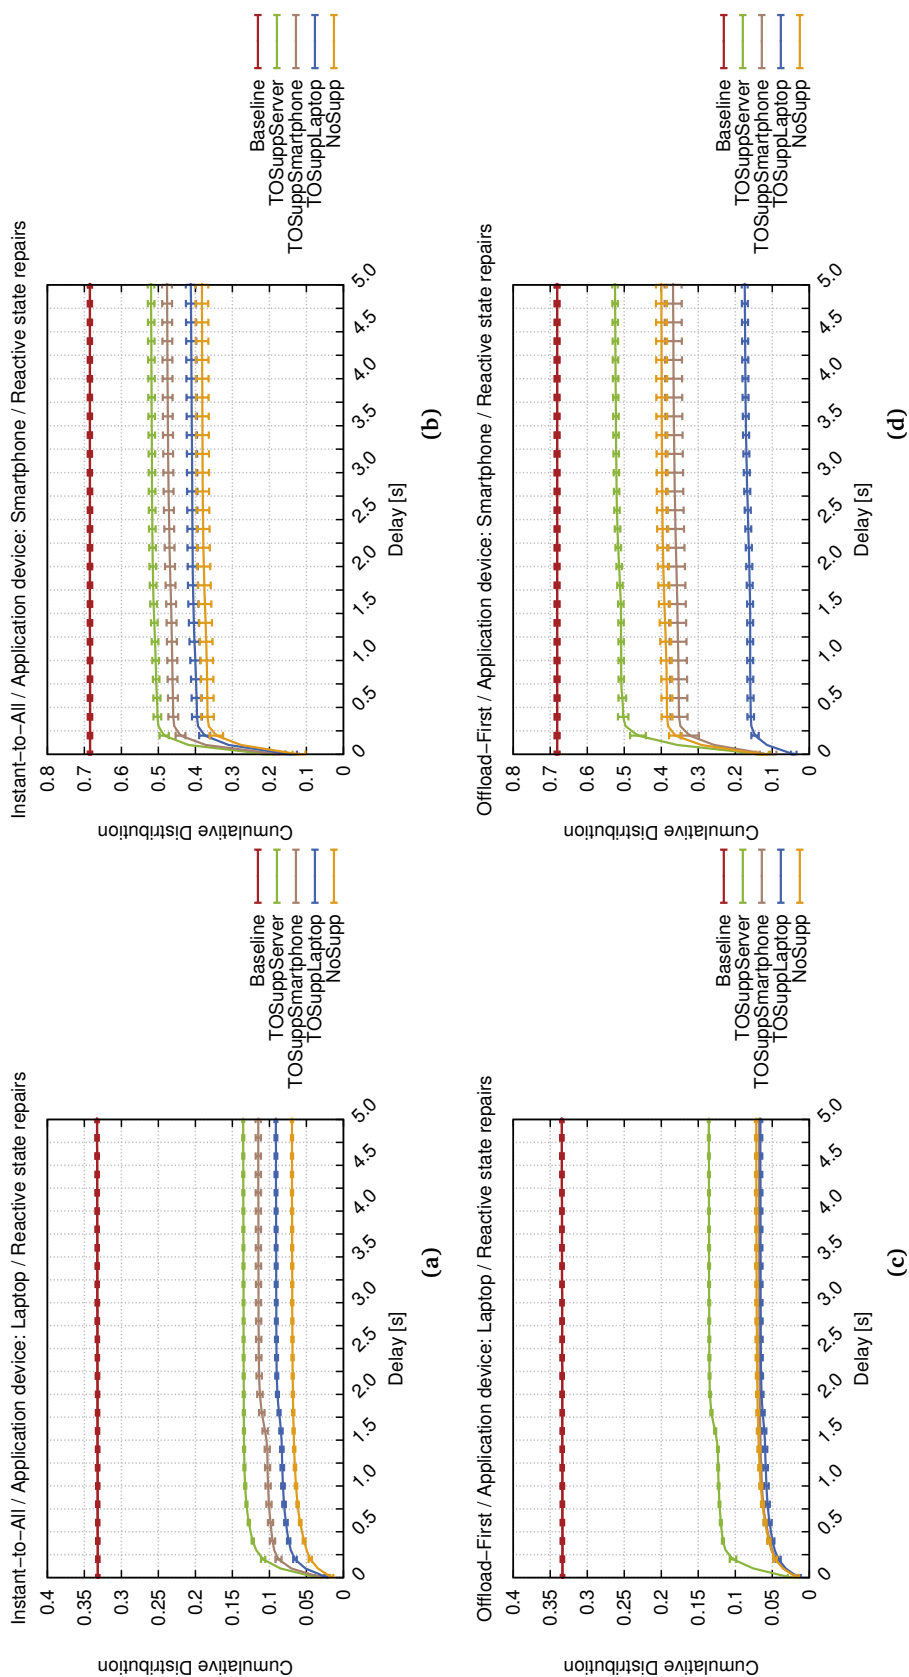 Instant−to−All / Application device: Laptop / Reactive state repairs
Cumulative Distribution
0.4
0.35
0.3
0.25
0.2
0.15
0.1
0.05
0
0
0.5
1.0
1.5
2.0
2.5
3.0
3.5
4.0
4.5
5.0
Delay [s]
Baseline
TOSuppServer
TOSuppSmartphone
TOSuppLaptop
NoSupp
(a)
Instant−to−All / Application device: Smartphone / Reactive state repairs
Cumulative Distribution
0.8
0.7
0.6
0.5
0.4
0.3
0.2
0.1
0
0
0.5
1.0
1.5
2.0
2.5
3.0
3.5
4.0
4.5
5.0
Delay [s]
Baseline
TOSuppServer
TOSuppSmartphone
TOSuppLaptop
NoSupp
(b)
Offload−First / Application device: Laptop / Reactive state repairs
Cumulative Distribution
0.4
0.35
0.3
0.25
0.2
0.15
0.1
0.05
0
0
0.5
1.0
1.5
2.0
2.5
3.0
3.5
4.0
4.5
5.0
Delay [s]
Baseline
TOSuppServer
TOSuppSmartphone
TOSuppLaptop
NoSupp
(c)
Offload−First / Application device: Smartphone / Reactive state repairs
Cumulative Distribution
0.8
0.7
0.6
0.5
0.4
0.3
0.2
0.1
0
0
0.5
1.0
1.5
2.0
2.5
3.0
3.5
4.0
4.5
5.0
Delay [s]
Baseline
TOSuppServer
TOSuppSmartphone
TOSuppLaptop
NoSupp
(d)